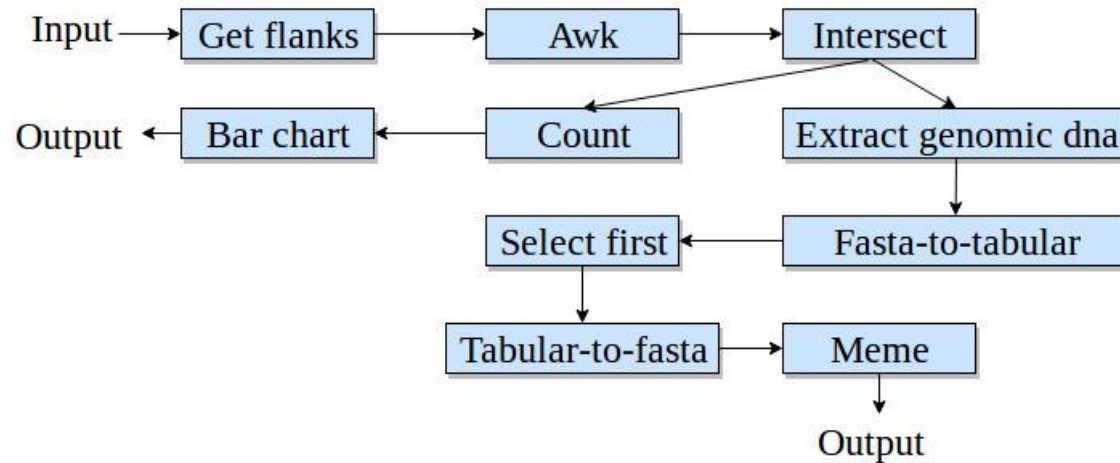 Input
Get flanks
Awk
Intersect
Output
Bar chart
Count
Extract genomic dna
Select first
Fasta-to-tabular
Tabular-to-fasta
Meme
Output